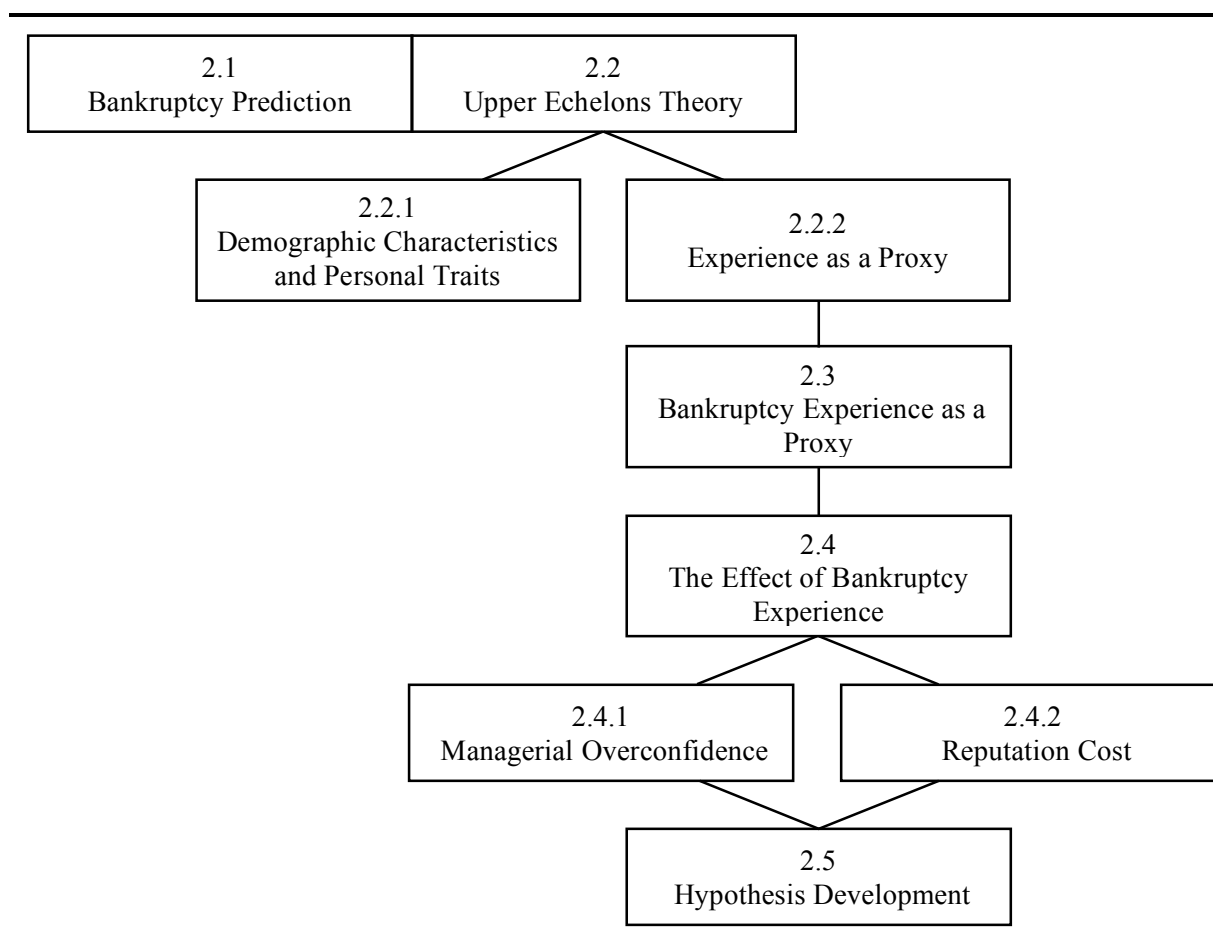 2.1
Bankruptcy Prediction
2.2
Upper Echelons Theory
2.2.1
Demographic Characteristics
and Personal Traits
2.2.2
Experience as a Proxy
2.3
Bankruptcy Experience as a
Proxy
2.4
The Effect of Bankruptcy
Experience
2.4.1
Managerial Overconfidence
2.4.2
Reputation Cost
2.5
Hypothesis Development